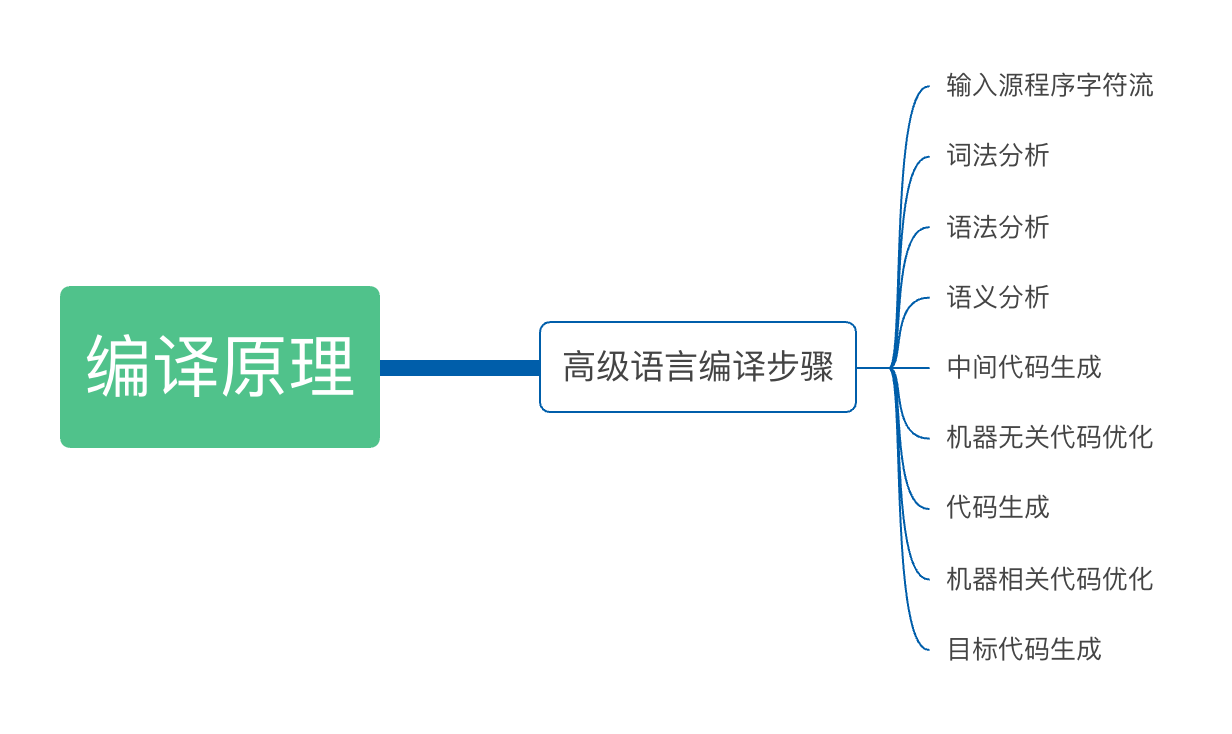 编译原理
高级语言编译步骤
输入源程序字符流
词法分析
语法分析
语义分析
中间代码生成
机器无关代码优化
代码生成
机器相关代码优化
目标代码生成